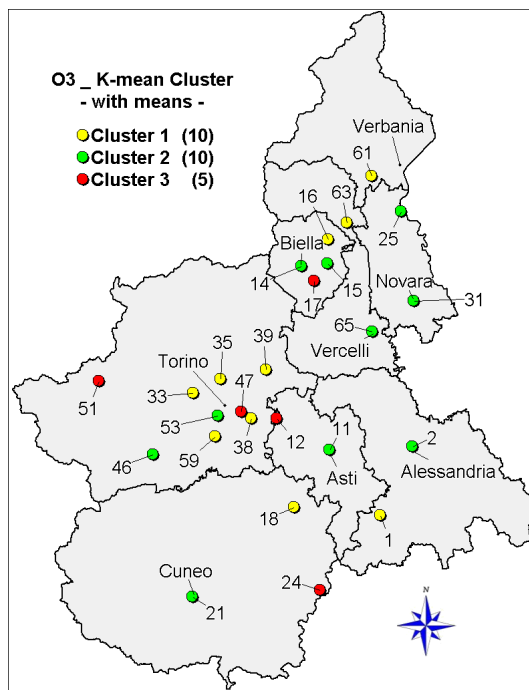 O3 _ K-mean Cluster
- with means -
Cluster 1 (10)
Cluster 2 (10)
Cluster 3 (5)
Verbania
61
63
16
25
Biella
14
17
15
Novara
31
65
Vercelli
39
35
Torino
47
33
51
53
38
12
11
2
59
46
Asti
Alessandria
18
1
24
Cuneo
21
N